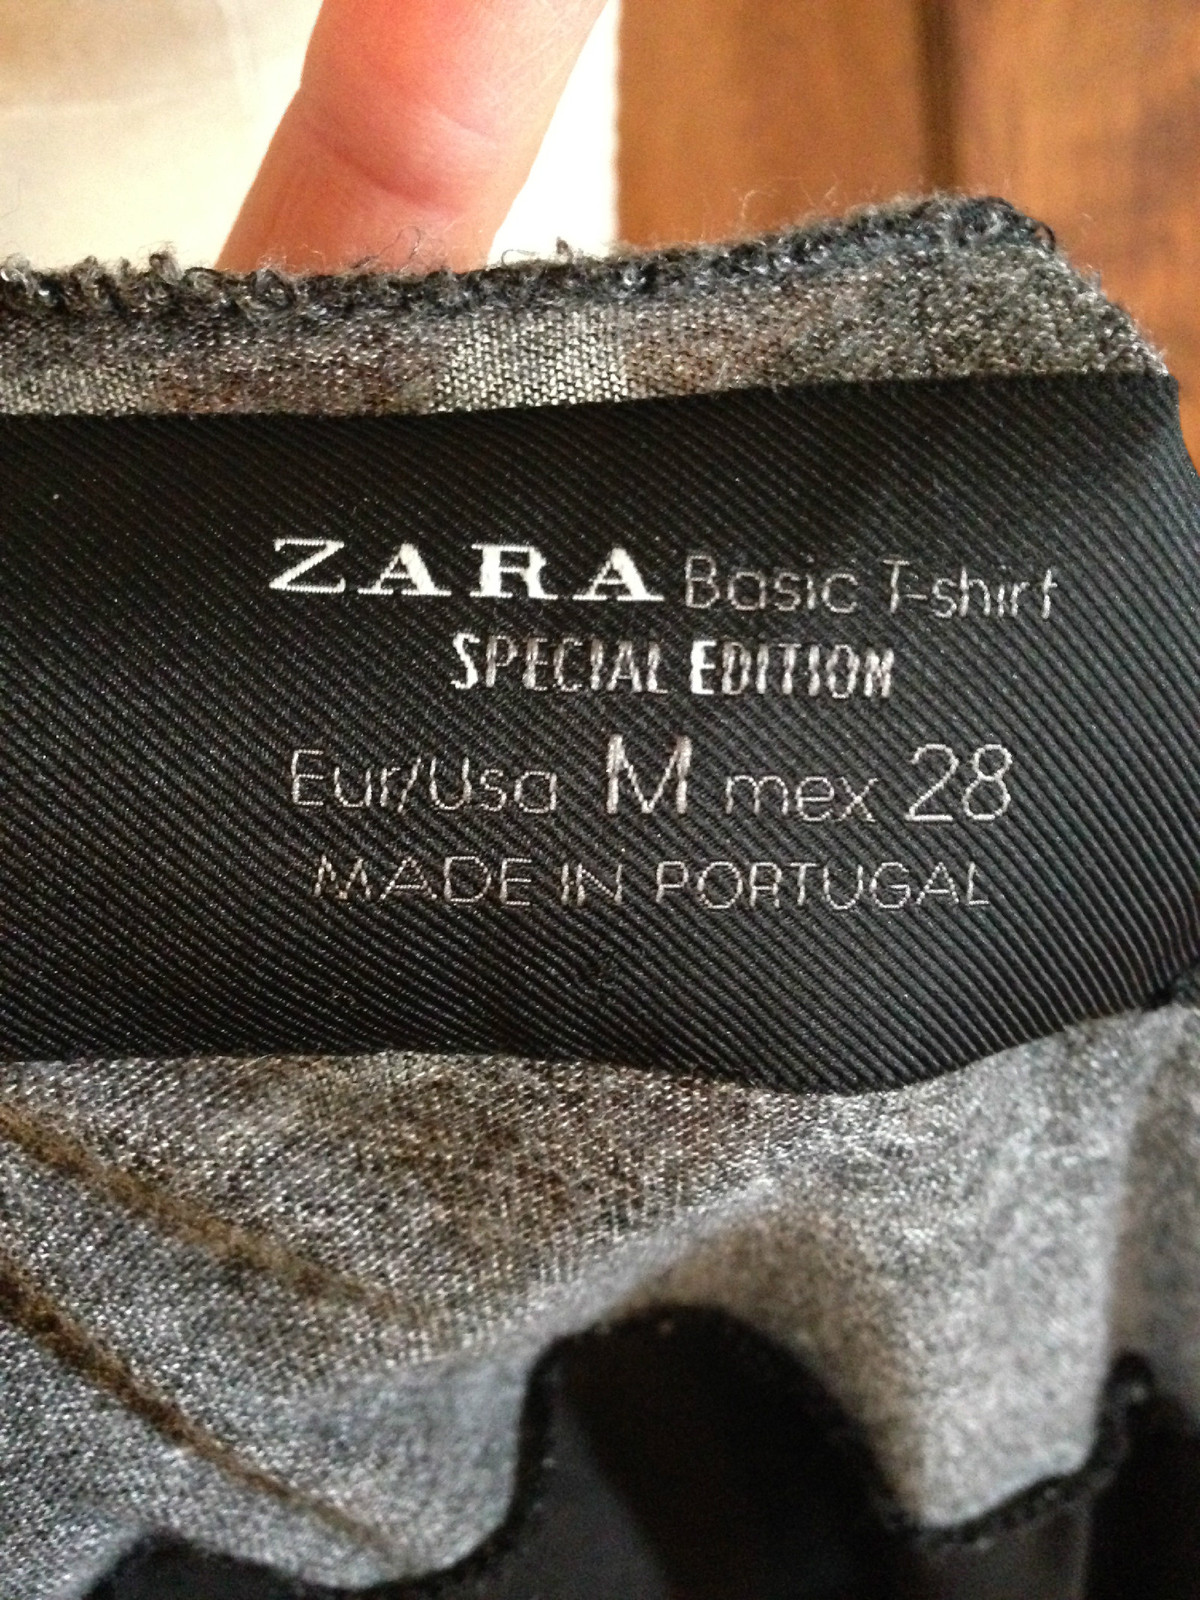 ZARA Basic T-shirt
SPECIAL EDITION
Eur/Usa M mex 28
MADE IN PORTUGAL